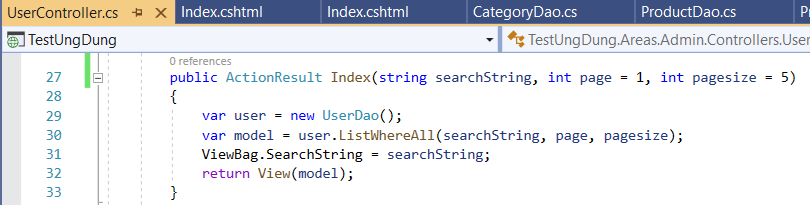 UserController.cs Index.cshtml Index.cshtml CategoryDao.cs ProductDao.cs
TestUngDung TestUngDung.Areas.Admin.Controllers.User
0 references
27 public ActionResult Index(string searchString, int page = 1, int pagesize = 5)
28 {
29 var user = new UserDao();
30 var model = user.ListWhereAll(searchString, page, pagesize);
31 ViewBag.SearchString = searchString;
32 return View(model);
33 }